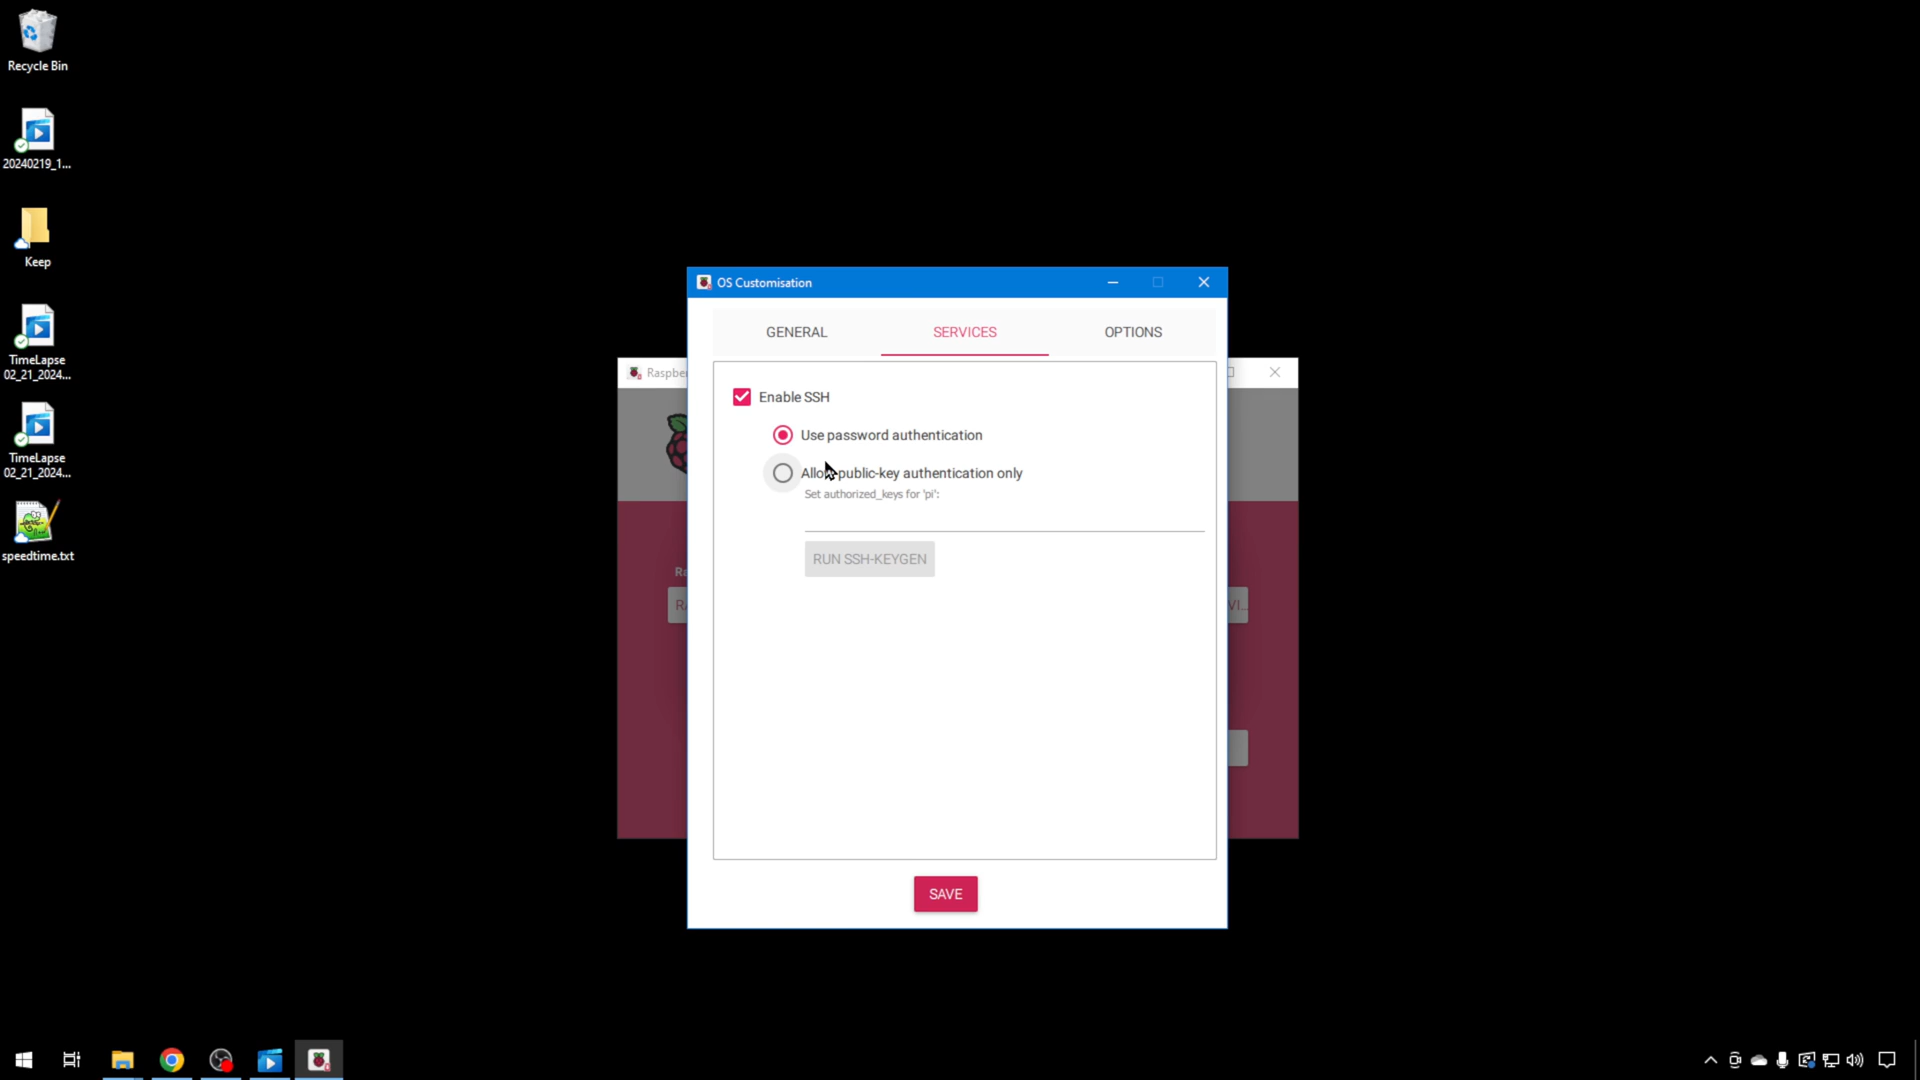 Recycle Bin
20240219_1...
Keep
TimeLapse
02_21_2024...
TimeLapse
02_21_2024...
speedtime.txt
OS Customisation
GENERAL
SERVICES
OPTIONS
Enable SSH
Use password authentication
Allow public-key authentication only
Set authorized_keys for 'pi':
RUN SSH-KEYGEN
SAVE